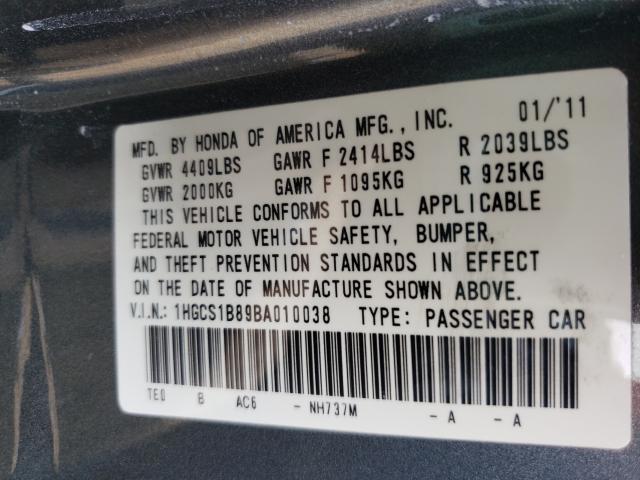 MFD. BY HONDA OF AMERICA MFG., INC. 01/'11
GVWR 4409LBS GAWR F 2414LBS R 2039LBS
GVWR 2000KG GAWR F 1095KG R 925KG
THIS VEHICLE CONFORMS TO ALL APPLICABLE
FEDERAL MOTOR VEHICLE SAFETY, BUMPER,
AND THEFT PREVENTION STANDARDS IN EFFECT
ON THE DATE OF MANUFACTURE SHOWN ABOVE.
V.I.N.: 1HGCS1B89BA010038 TYPE: PASSENGER CAR
TE0 B AC6 - NH737M - A - A